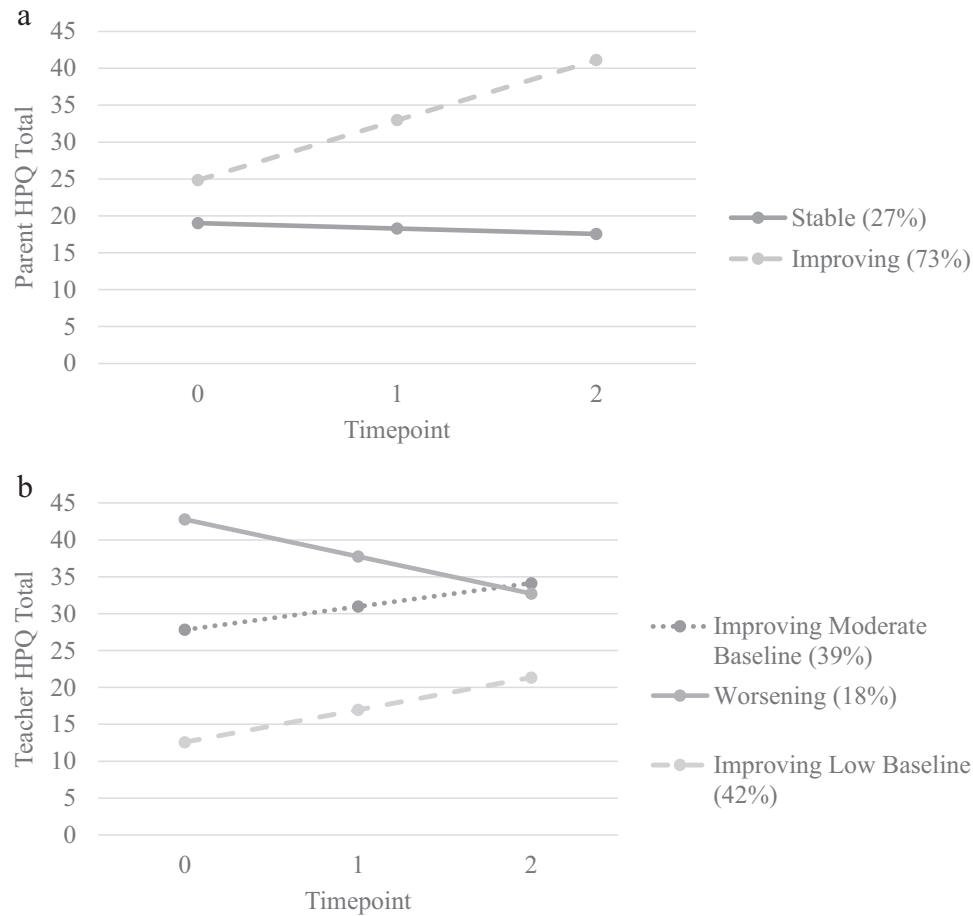 a
45
40
35
30
25
20
15
10
5
0
Parent HPQ Total
0 1 2
Timepoint
Stable (27%)
Improving (73%)
b
45
40
35
30
25
20
15
10
5
0
Teacher HPQ Total
0 1 2
Timepoint
Improving Moderate
Baseline (39%)
Worsening (18%)
Improving Low Baseline
(42%)